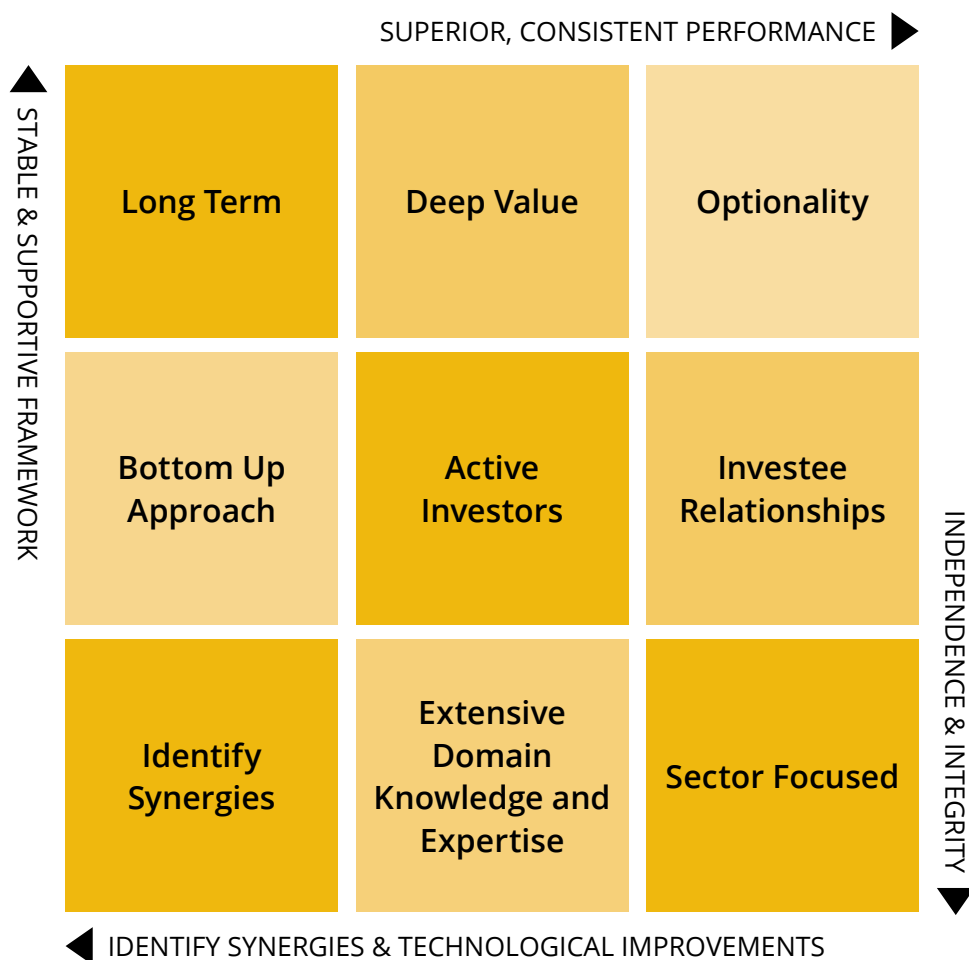 SUPERIOR, CONSISTENT PERFORMANCE
STABLE & SUPPORTIVE FRAMEWORK
Long Term
Deep Value
Optionality
Bottom Up
Approach
Active
Investors
Investee
Relationships
Identify
Synergies
Extensive
Domain
Knowledge and
Expertise
Sector Focused
INDEPENDENCE & INTEGRITY
IDENTIFY SYNERGIES & TECHNOLOGICAL IMPROVEMENTS